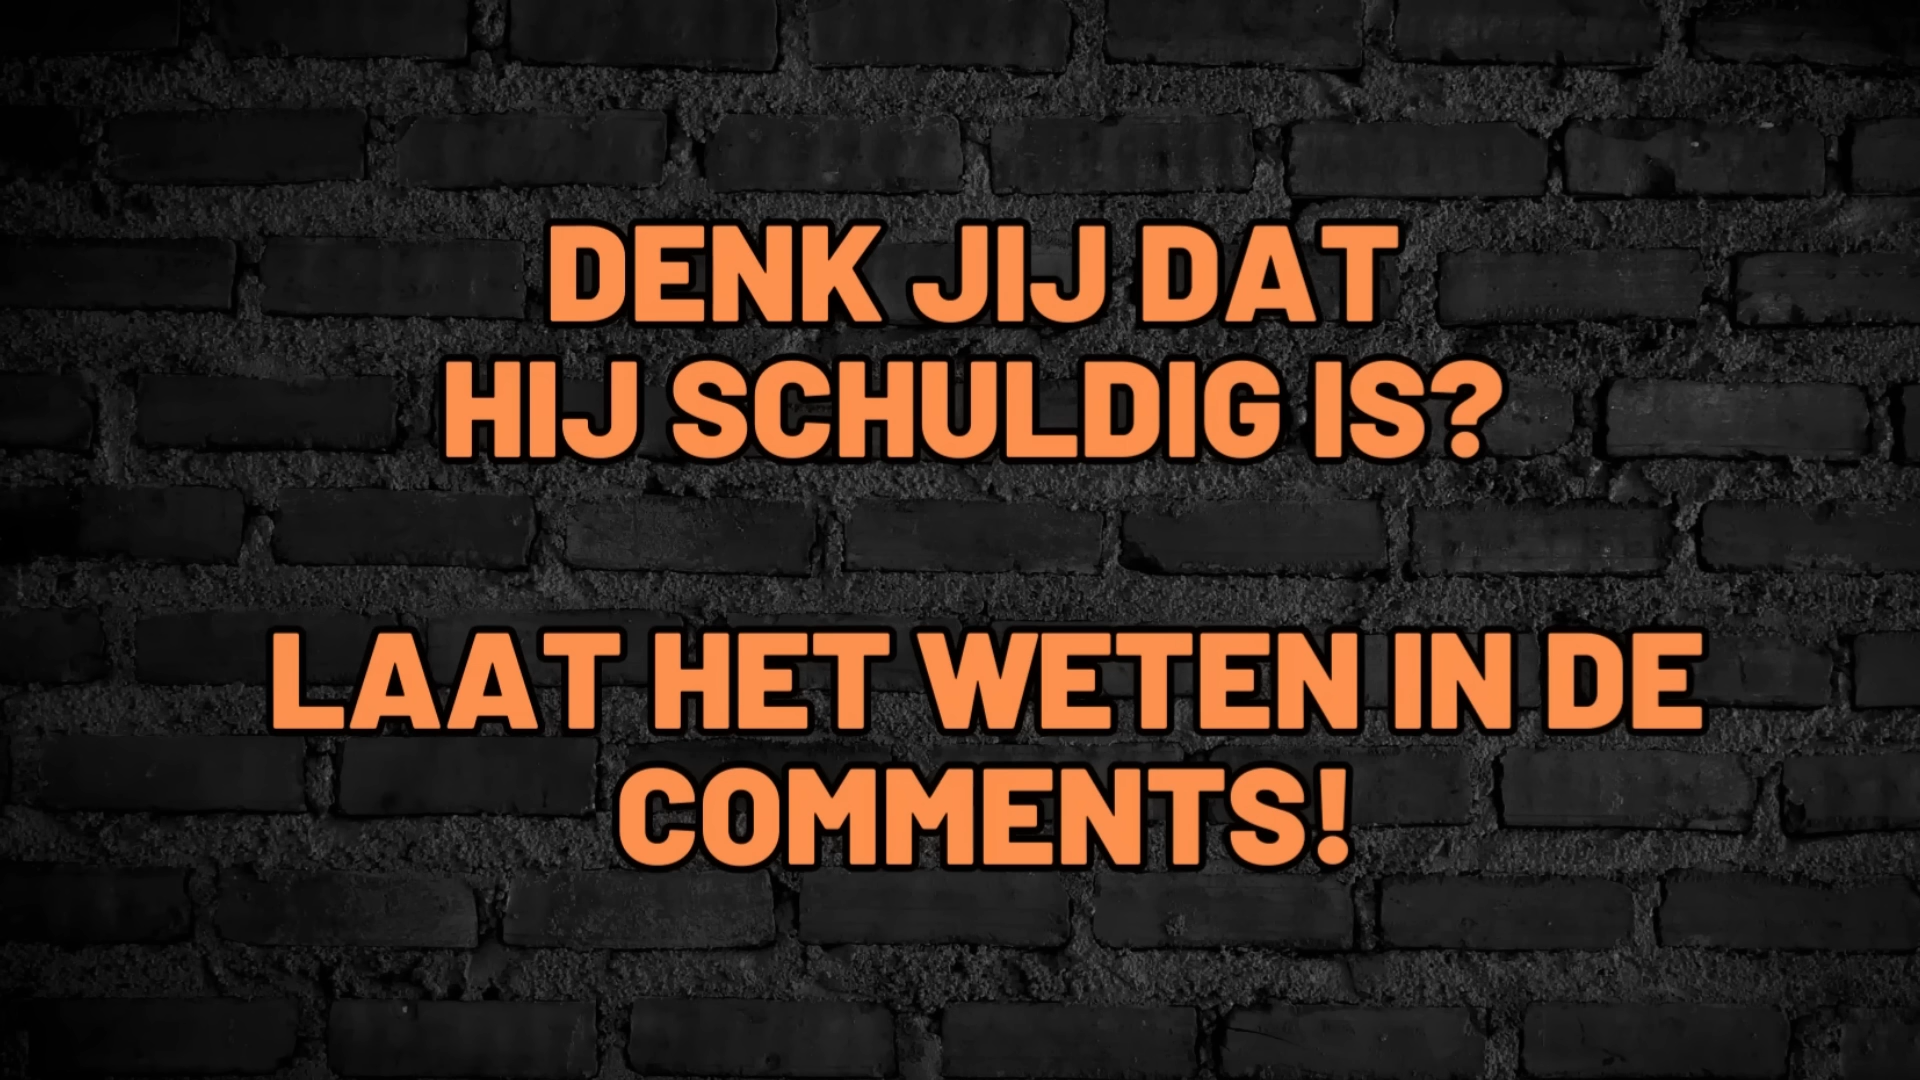 DENK JIJ DAT
HIJ SCHULDIG IS?
LAAT HET WETEN IN DE
COMMENTS!